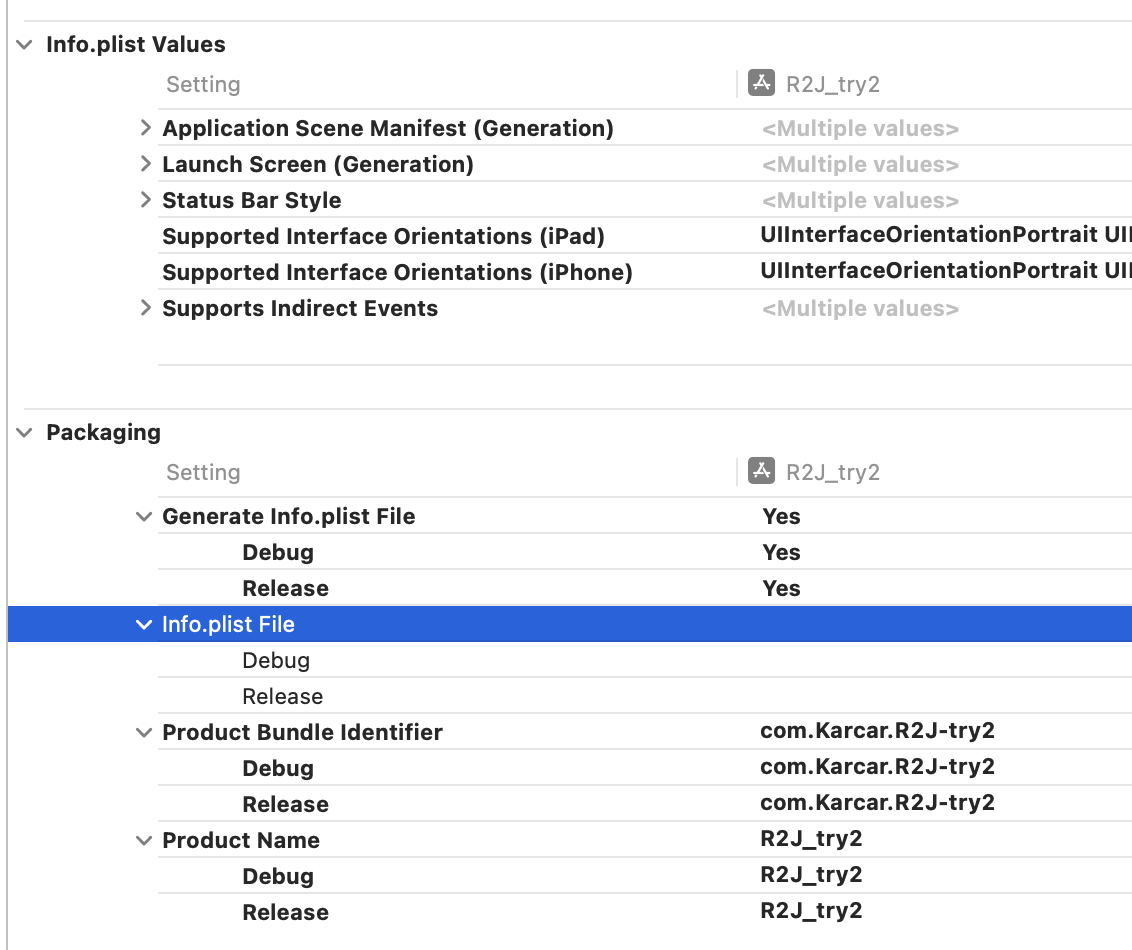 Info.plist Values
Setting R2J_try2
Application Scene Manifest (Generation) <Multiple values>
Launch Screen (Generation) <Multiple values>
Status Bar Style <Multiple values>
Supported Interface Orientations (iPad) UIInterfaceOrientationPortrait UII
Supported Interface Orientations (iPhone) UIInterfaceOrientationPortrait UII
Supports Indirect Events <Multiple values>
Packaging
Setting R2J_try2
Generate Info.plist File Yes
Debug Yes
Release Yes
Info.plist File
Debug
Release
Product Bundle Identifier com.Karcar.R2J-try2
Debug com.Karcar.R2J-try2
Release com.Karcar.R2J-try2
Product Name R2J_try2
Debug R2J_try2
Release R2J_try2